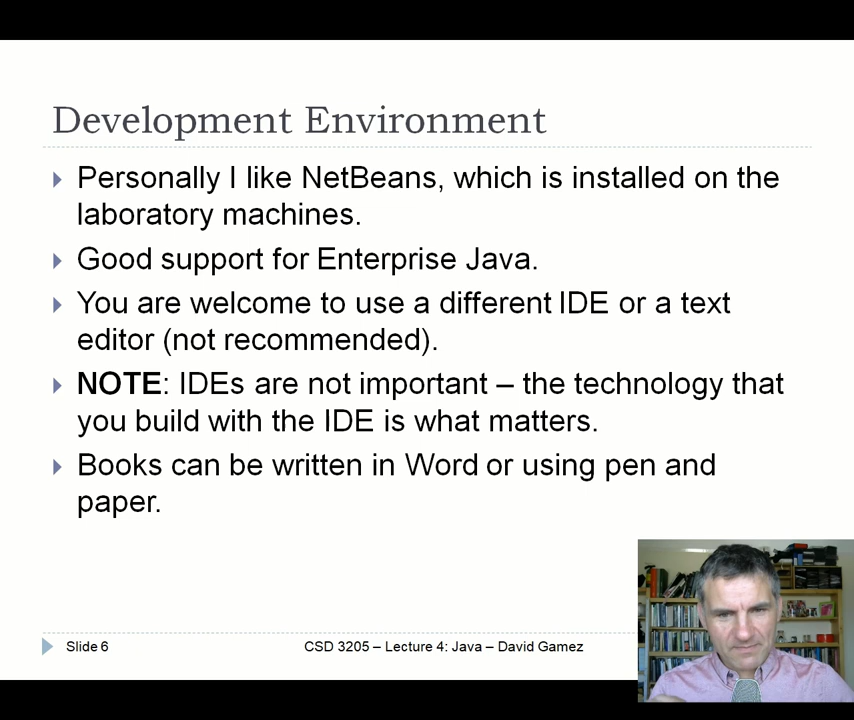 Development Environment
Personally I like NetBeans, which is installed on the
laboratory machines.
Good support for Enterprise Java.
You are welcome to use a different IDE or a text
editor (not recommended).
NOTE: IDEs are not important – the technology that
you build with the IDE is what matters.
Books can be written in Word or using pen and
paper.
Slide 6
CSD 3205 – Lecture 4: Java – David Gamez